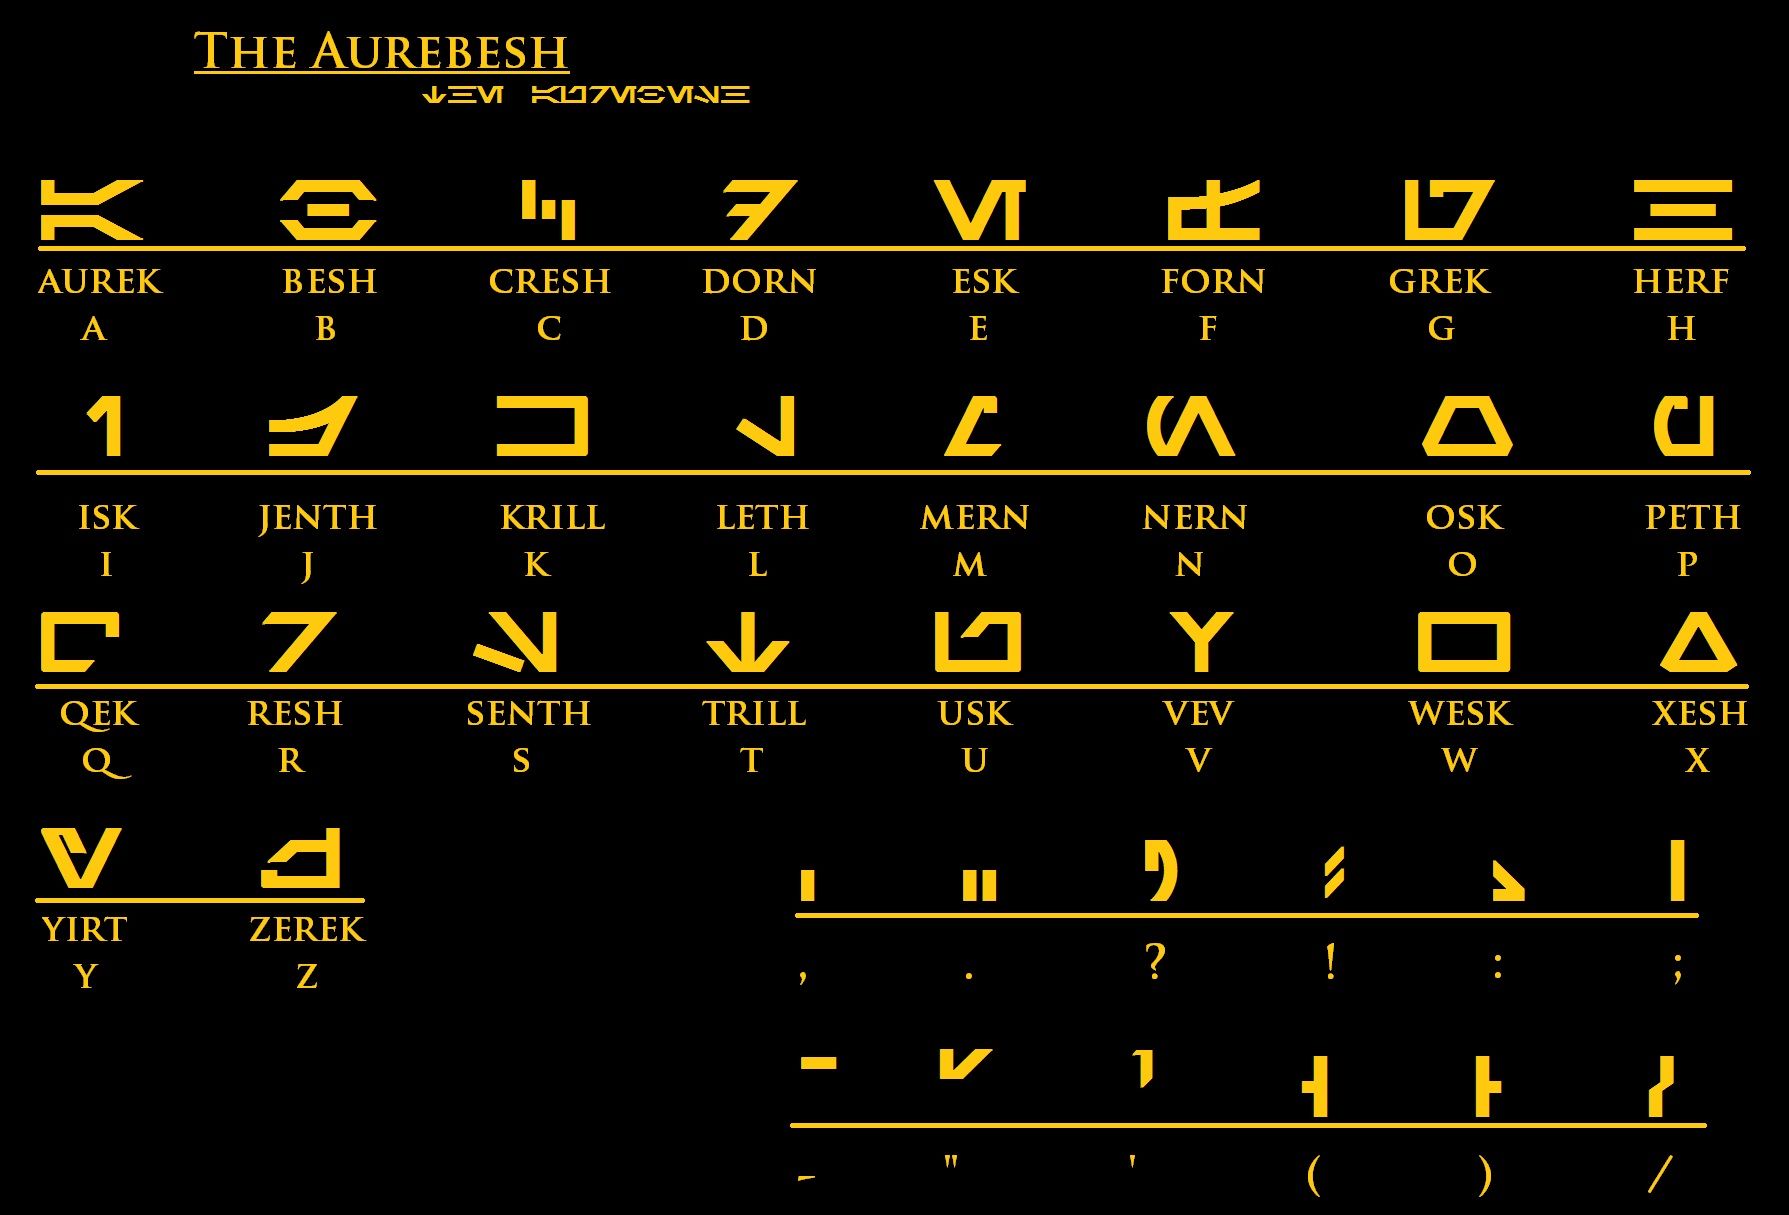 THE AUREBESH
AUREK BESH CRESH DORN ESK FORN GREK HERF
A B C D E F G H
ISK JENTH KRILL LETH MERN NERN OSK PETH
I J K L M N O P
QEK RESH SENTH TRILL USK VEV WESK XESH
Q R S T U V W X
YIRT ZEREK
Y Z
, . ? ! : ;
- " ' ( ) /